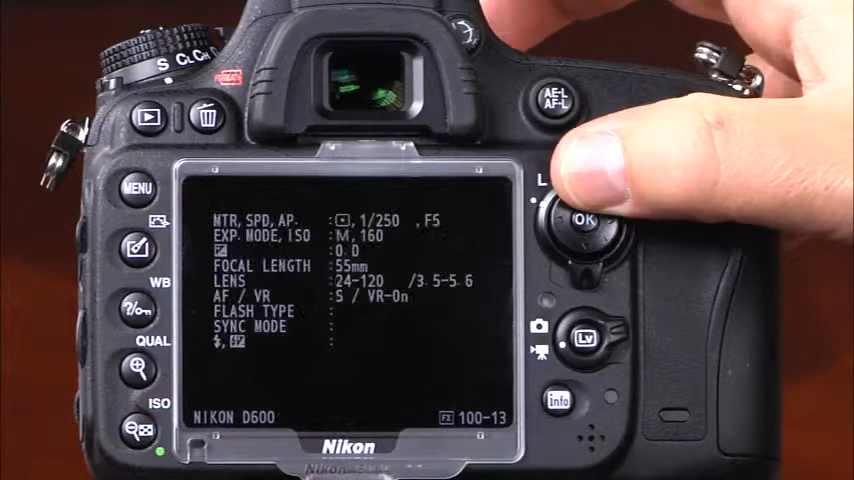 S CL CH
FORMAT
AE-L
AF-L
MENU
WB
?/
QUAL
ISO
L
OK
Lv
info
MTR, SPD, AP. : 1/250 , F5
EXP MODE, ISO : M, 160
: 0.0
FOCAL LENGTH : 55mm
LENS : 24-120 /3.5-5.6
AF / VR : S / VR-On
FLASH TYPE :
SYNC MODE :
, :
NIKON D600
FX 100-13
Nikon